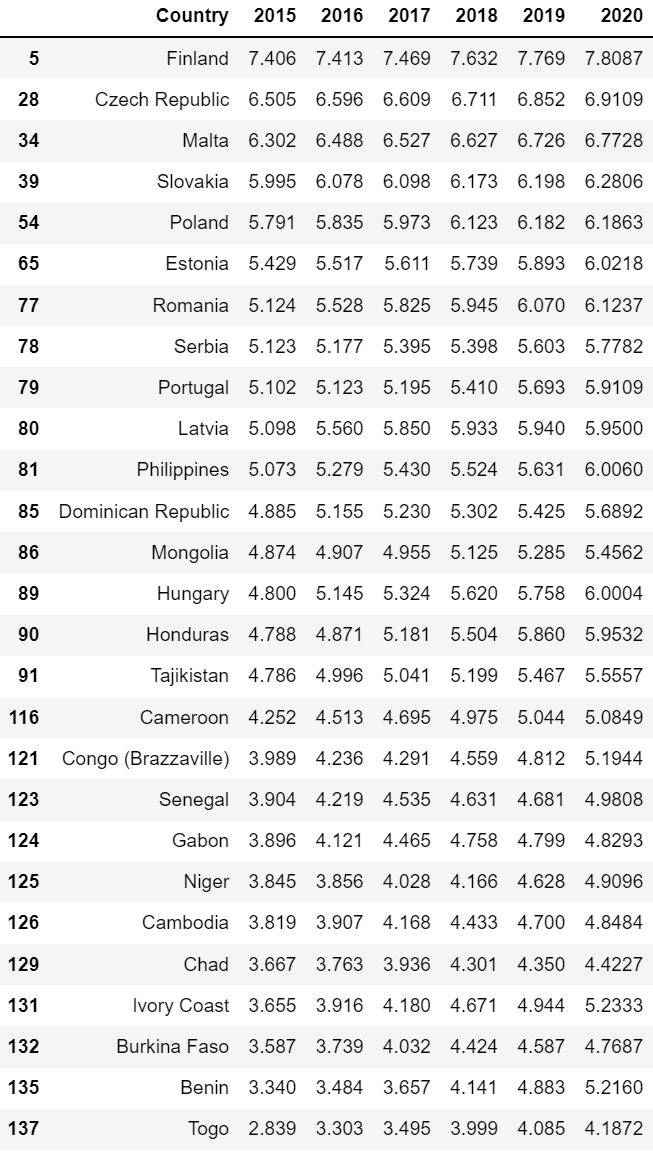 Country 2015 2016 2017 2018 2019 2020
5 Finland 7.406 7.413 7.469 7.632 7.769 7.8087
28 Czech Republic 6.505 6.596 6.609 6.711 6.852 6.9109
34 Malta 6.302 6.488 6.527 6.627 6.726 6.7728
39 Slovakia 5.995 6.078 6.098 6.173 6.198 6.2806
54 Poland 5.791 5.835 5.973 6.123 6.182 6.1863
65 Estonia 5.429 5.517 5.611 5.739 5.893 6.0218
77 Romania 5.124 5.528 5.825 5.945 6.070 6.1237
78 Serbia 5.123 5.177 5.395 5.398 5.603 5.7782
79 Portugal 5.102 5.123 5.195 5.410 5.693 5.9109
80 Latvia 5.098 5.560 5.850 5.933 5.940 5.9500
81 Philippines 5.073 5.279 5.430 5.524 5.631 6.0060
85 Dominican Republic 4.885 5.155 5.230 5.302 5.425 5.6892
86 Mongolia 4.874 4.907 4.955 5.125 5.285 5.4562
89 Hungary 4.800 5.145 5.324 5.620 5.758 6.0004
90 Honduras 4.788 4.871 5.181 5.504 5.860 5.9532
91 Tajikistan 4.786 4.996 5.041 5.199 5.467 5.5557
116 Cameroon 4.252 4.513 4.695 4.975 5.044 5.0849
121 Congo (Brazzaville) 3.989 4.236 4.291 4.559 4.812 5.1944
123 Senegal 3.904 4.219 4.535 4.631 4.681 4.9808
124 Gabon 3.896 4.121 4.465 4.758 4.799 4.8293
125 Niger 3.845 3.856 4.028 4.166 4.628 4.9096
126 Cambodia 3.819 3.907 4.168 4.433 4.700 4.8484
129 Chad 3.667 3.763 3.936 4.301 4.350 4.4227
131 Ivory Coast 3.655 3.916 4.180 4.671 4.944 5.2333
132 Burkina Faso 3.587 3.739 4.032 4.424 4.587 4.7687
135 Benin 3.340 3.484 3.657 4.141 4.883 5.2160
137 Togo 2.839 3.303 3.495 3.999 4.085 4.1872